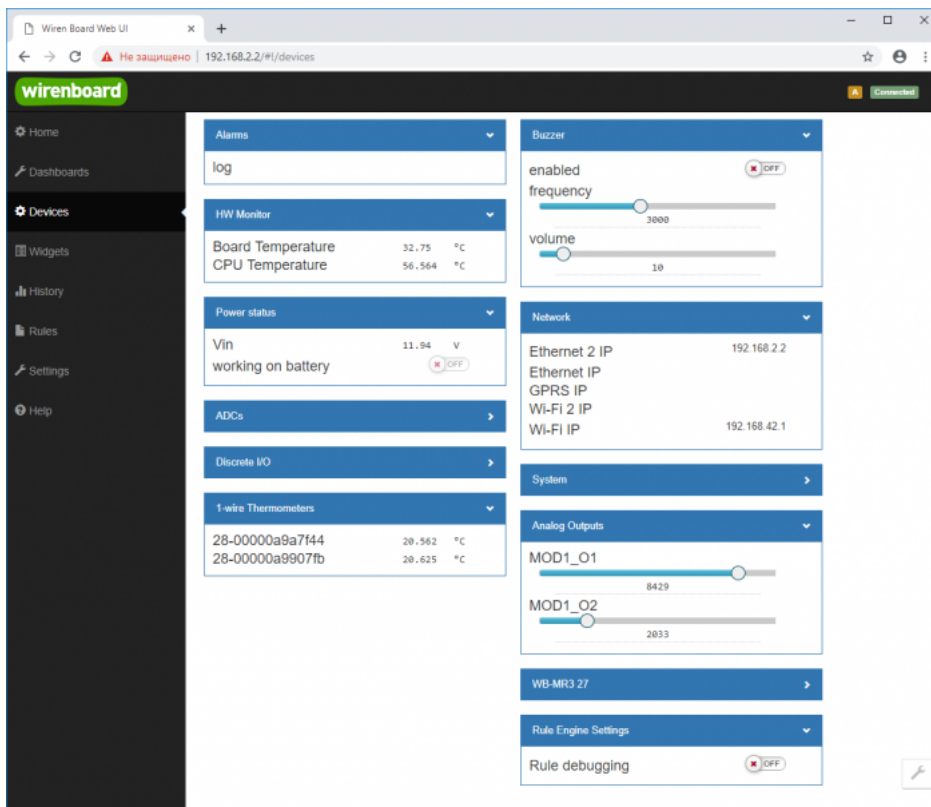 Wiren Board Web UI
Не защищено 192.168.2.2/#!/devices
wirenboard
A Connected
Home
Dashboards
Devices
Widgets
History
Rules
Settings
Help
Alarms
log
HW Monitor
Board Temperature 32.75 °C
CPU Temperature 56.564 °C
Power status
Vin 11.94 V
working on battery OFF
ADCs
Discrete I/O
1-wire Thermometers
28-00000a9a7f44 20.562 °C
28-00000a9907fb 20.625 °C
Buzzer
enabled OFF
frequency
3000
volume
10
Network
Ethernet 2 IP 192.168.2.2
Ethernet IP
GPRS IP
Wi-Fi 2 IP
Wi-Fi IP 192.168.42.1
System
Analog Outputs
MOD1_O1
8429
MOD1_O2
2033
WB-MR3 27
Rule Engine Settings
Rule debugging OFF